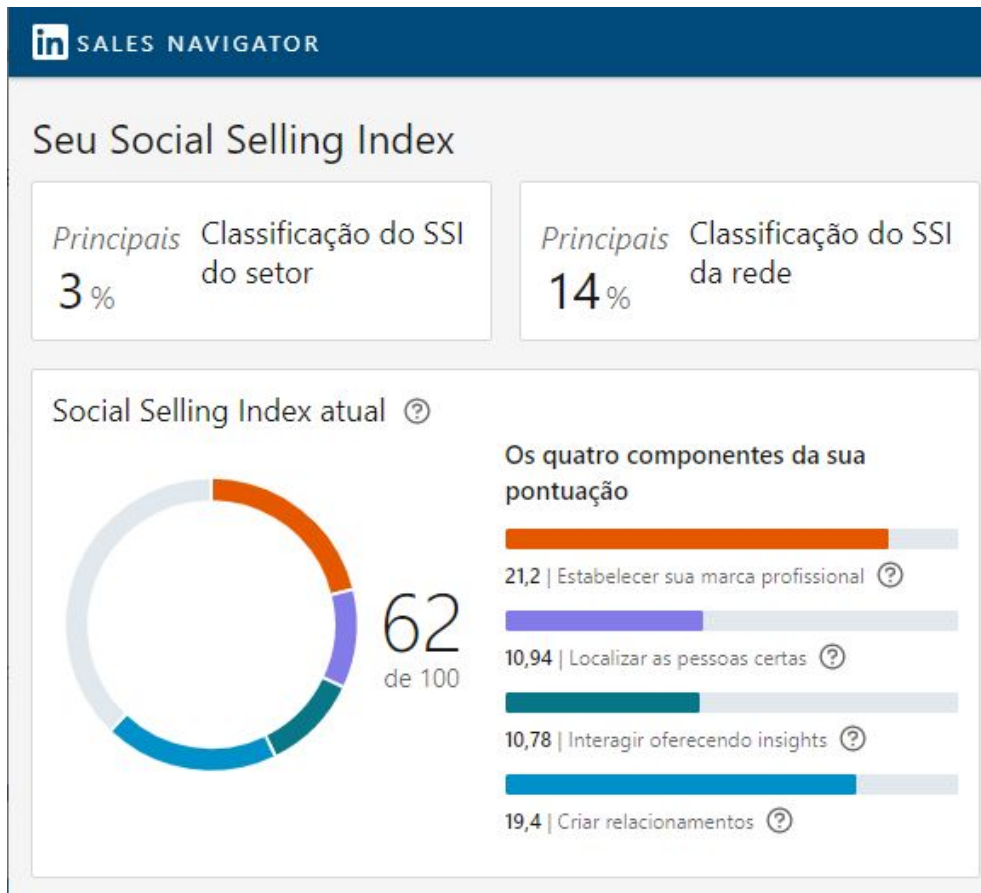 in SALES NAVIGATOR
Seu Social Selling Index
Principais
3 %
Classificação do SSI
do setor
Principais
14 %
Classificação do SSI
da rede
Social Selling Index atual ?
62
de 100
Os quatro componentes da sua
pontuação
21,2 | Estabelecer sua marca profissional ?
10,94 | Localizar as pessoas certas ?
10,78 | Interagir oferecendo insights ?
19,4 | Criar relacionamentos ?